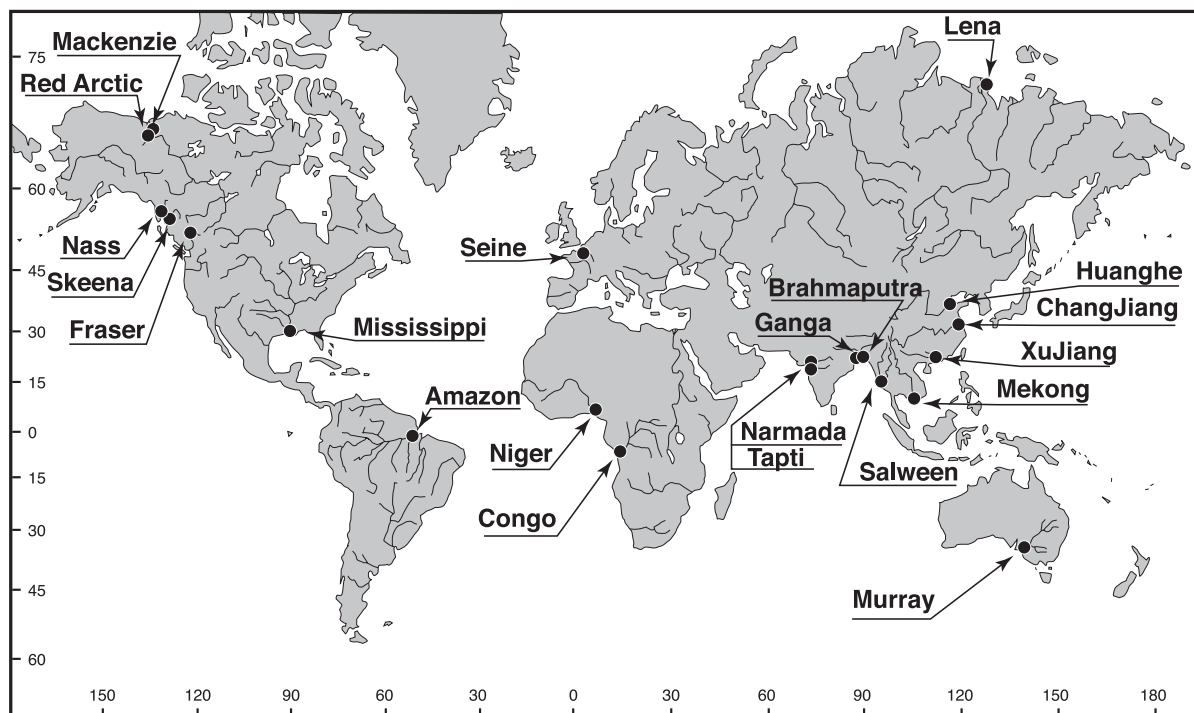 Mackenzie
Red Arctic
Lena
75
60
45
30
15
0
15
30
45
60
Nass
Skeena
Fraser
Mississippi
Amazon
Seine
Niger
Congo
Brahmaputra
Ganga
Narmada
Tapti
Salween
Huanghe
ChangJiang
XuJiang
Mekong
Murray
150 120 90 60 30 0 30 60 90 120 150 180